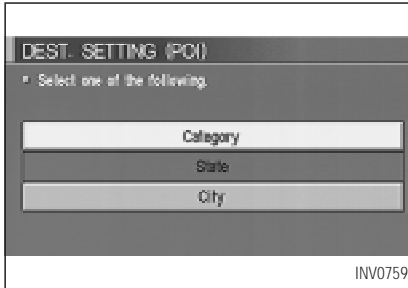 DEST. SETTING (POI)
Select one of the following.
Category
State
City
INV0759